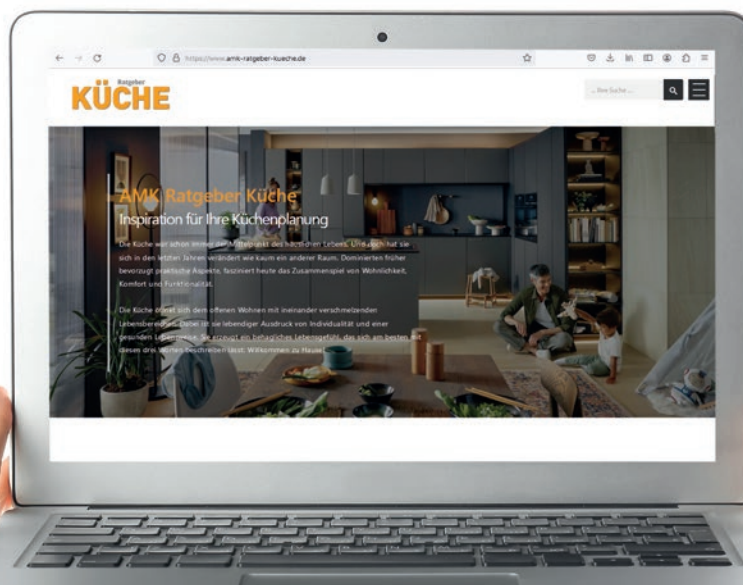 https://www.amk-ratgeber-kueche.de
Ratgeber
KÜCHE
... Ihre Suche ...
AMK Ratgeber Küche
Inspiration für Ihre Küchenplanung
Die Küche war schon immer der Mittelpunkt des häuslichen Lebens. Und doch hat sie
sich in den letzten Jahren verändert wie kaum ein anderer Raum. Dominierten früher
bevorzugt praktische Aspekte, fasziniert heute das Zusammenspiel von Wohnlichkeit,
Komfort und Funktionalität.
Die Küche öffnet sich dem offenen Wohnen mit ineinander verschmelzenden
Lebensbereichen. Dabei ist sie lebendiger Ausdruck von Individualität und einer
gesunden Lebensweise. Sie erzeugt ein behagliches Lebensgefühl, das sich am besten mit
diesen drei Worten beschreiben lässt: Willkommen zu Hause!